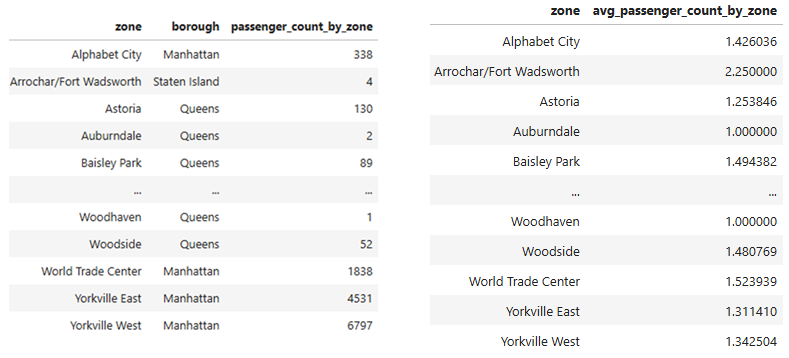 zone borough passenger_count_by_zone
Alphabet City Manhattan 338
Arrochar/Fort Wadsworth Staten Island 4
Astoria Queens 130
Auburndale Queens 2
Baisley Park Queens 89
... ... ...
Woodhaven Queens 1
Woodside Queens 52
World Trade Center Manhattan 1838
Yorkville East Manhattan 4531
Yorkville West Manhattan 6797
zone avg_passenger_count_by_zone
Alphabet City 1.426036
Arrochar/Fort Wadsworth 2.250000
Astoria 1.253846
Auburndale 1.000000
Baisley Park 1.494382
... ...
Woodhaven 1.000000
Woodside 1.480769
World Trade Center 1.523939
Yorkville East 1.311410
Yorkville West 1.342504